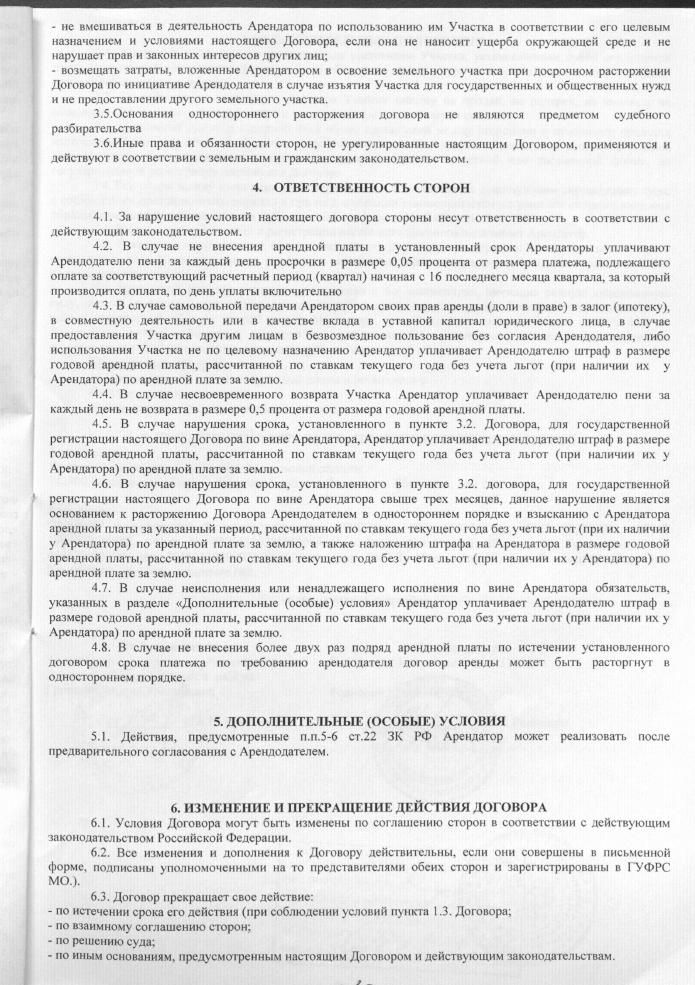 - не вмешиваться в деятельность Арендатора по использованию им Участка в соответствии с его целевым
назначением и условиями настоящего Договора, если она не наносит ущерба окружающей среде и не
нарушает прав и законных интересов других лиц;
- возмещать затраты, вложенные Арендатором в освоение земельного участка при досрочном расторжении
Договора по инициативе Арендодателя в случае изъятия Участка для государственных и общественных нужд
и не предоставлении другого земельного участка.
3.5.Основания одностороннего расторжения договора не являются предметом судебного
разбирательства
3.6.Иные права и обязанности сторон, не урегулированные настоящим Договором, применяются и
действуют в соответствии с земельным и гражданским законодательством.
4. ОТВЕТСТВЕННОСТЬ СТОРОН
4.1. За нарушение условий настоящего договора стороны несут ответственность в соответствии с
действующим законодательством.
4.2. В случае не внесения арендной платы в установленный срок Арендаторы уплачивают
Арендодателю пени за каждый день просрочки в размере 0,05 процента от размера платежа, подлежащего
оплате за соответствующий расчетный период (квартал) начиная с 16 последнего месяца квартала, за который
производится оплата, по день уплаты включительно
4.3. В случае самовольной передачи Арендатором своих прав аренды (доли в праве) в залог (ипотеку),
в совместную деятельность или в качестве вклада в уставной капитал юридического лица, в случае
предоставления Участка другим лицам в безвозмездное пользование без согласия Арендодателя, либо
использования Участка не по целевому назначению Арендатор уплачивает Арендодателю штраф в размере
годовой арендной платы, рассчитанной по ставкам текущего года без учета льгот (при наличии их у
Арендатора) по арендной плате за землю.
4.4. В случае несвоевременного возврата Участка Арендатор уплачивает Арендодателю пени за
каждый день не возврата в размере 0,5 процента от размера годовой арендной платы.
4.5. В случае нарушения срока, установленного в пункте 3.2. Договора, для государственной
регистрации настоящего Договора по вине Арендатора, Арендатор уплачивает Арендодателю штраф в размере
годовой арендной платы, рассчитанной по ставкам текущего года без учета льгот (при наличии их у
Арендатора) по арендной плате за землю.
4.6. В случае нарушения срока, установленного в пункте 3.2. договора, для государственной
регистрации настоящего Договора по вине Арендатора свыше трех месяцев, данное нарушение является
основанием к расторжению Договора Арендодателем в одностороннем порядке и взысканию с Арендатора
арендной платы за указанный период, рассчитанной по ставкам текущего года без учета льгот (при их наличии
у Арендатора) по арендной плате за землю, а также наложению штрафа на Арендатора в размере годовой
арендной платы, рассчитанной по ставкам текущего года без учета льгот (при наличии их у Арендатора) по
арендной плате за землю.
4.7. В случае неисполнения или ненадлежащего исполнения по вине Арендатора обязательств,
указанных в разделе «Дополнительные (особые) условия» Арендатор уплачивает Арендодателю штраф в
размере годовой арендной платы, рассчитанной по ставкам текущего года без учета льгот (при наличии их у
Арендатора) по арендной плате за землю.
4.8. В случае не внесения более двух раз подряд арендной платы по истечении установленного
договором срока платежа по требованию арендодателя договор аренды может быть расторгнут в
одностороннем порядке.
5. ДОПОЛНИТЕЛЬНЫЕ (ОСОБЫЕ) УСЛОВИЯ
5.1. Действия, предусмотренные п.п.5-6 ст.22 ЗК РФ Арендатор может реализовать после
предварительного согласования с Арендодателем.
6. ИЗМЕНЕНИЕ И ПРЕКРАЩЕНИЕ ДЕЙСТВИЯ ДОГОВОРА
6.1. Условия Договора могут быть изменены по соглашению сторон в соответствии с действующим
законодательством Российской Федерации.
6.2. Все изменения и дополнения к Договору действительны, если они совершены в письменной
форме, подписаны уполномоченными на то представителями обеих сторон и зарегистрированы в ГУФРС
МО.).
6.3. Договор прекращает свое действие:
- по истечении срока его действия (при соблюдении условий пункта 1.3. Договора;
- по взаимному соглашению сторон;
- по решению суда;
- по иным основаниям, предусмотренным настоящим Договором и действующим законодательствам.